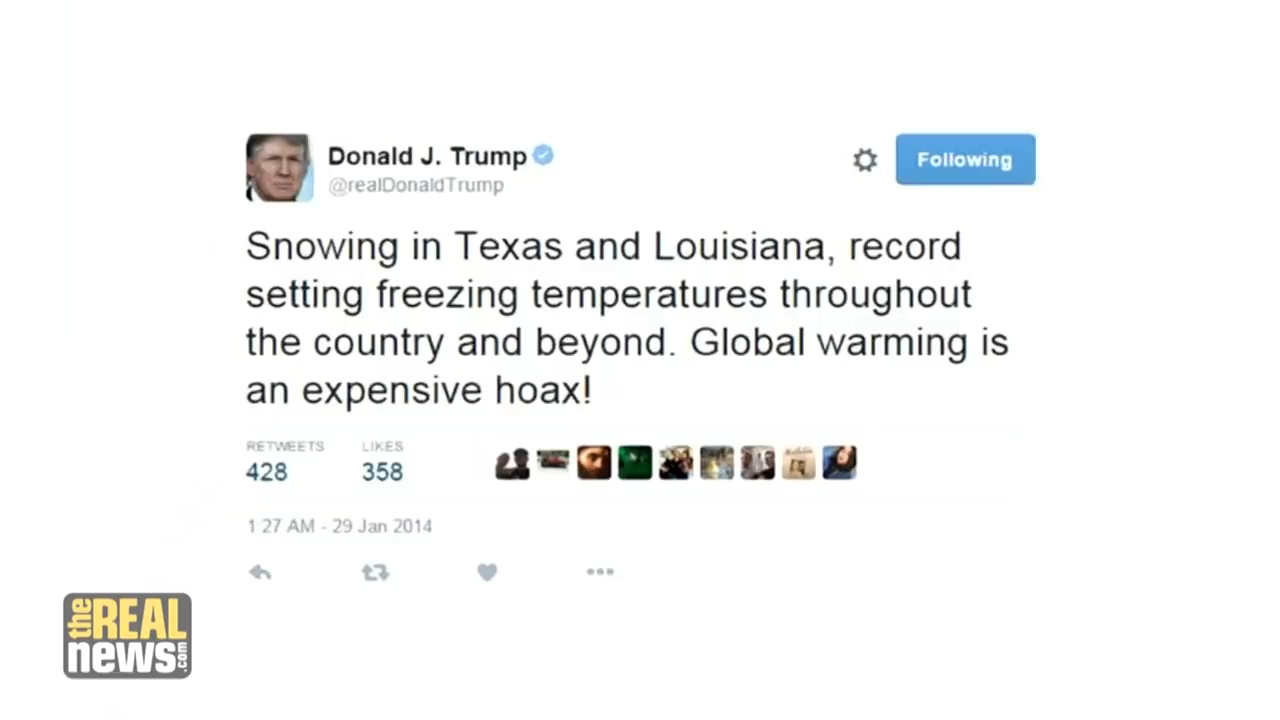 Donald J. Trump
@realDonaldTrump
Following
Snowing in Texas and Louisiana, record
setting freezing temperatures throughout
the country and beyond. Global warming is
an expensive hoax!
RETWEETS LIKES
428 358
1:27 AM - 29 Jan 2014
the REAL
news.com